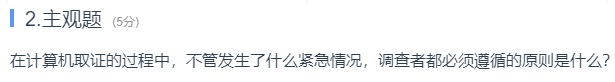 2.主观题 (5分)
在计算机取证的过程中，不管发生了什么紧急情况，调查者都必须遵循的原则是什么?